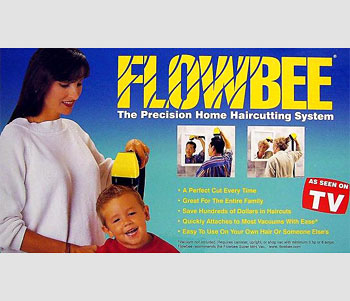 FLOWBEE®
The Precision Home Haircutting System
AS SEEN ON
TV
• A Perfect Cut Every Time
• Great For The Entire Family
• Save Hundreds of Dollars in Haircuts
• Quickly Attaches to Most Vacuums With Ease*
• Easy To Use On Your Own Hair Or Someone Else's